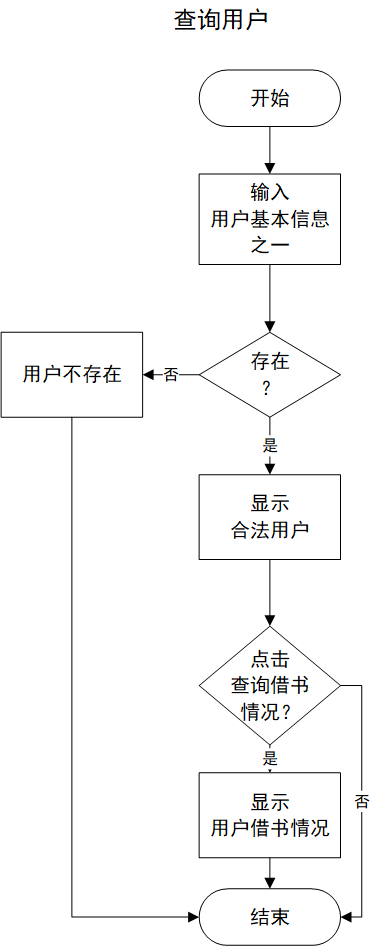 查询用户
开始
输入
用户基本信息
之一
存在
？
否
用户不存在
是
显示
合法用户
点击
查询借书
情况？
是
否
显示
用户借书情况
结束